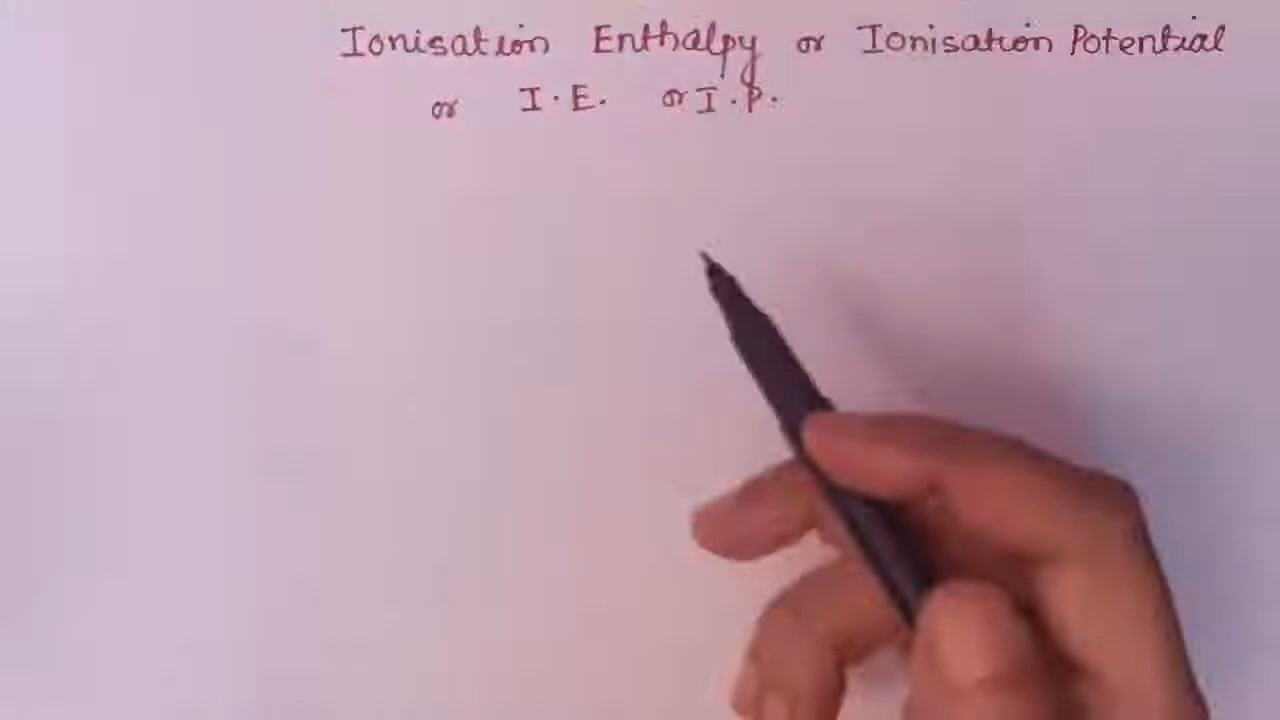 Ionisation Enthalpy or Ionisation Potential
or I.E. or I.P.